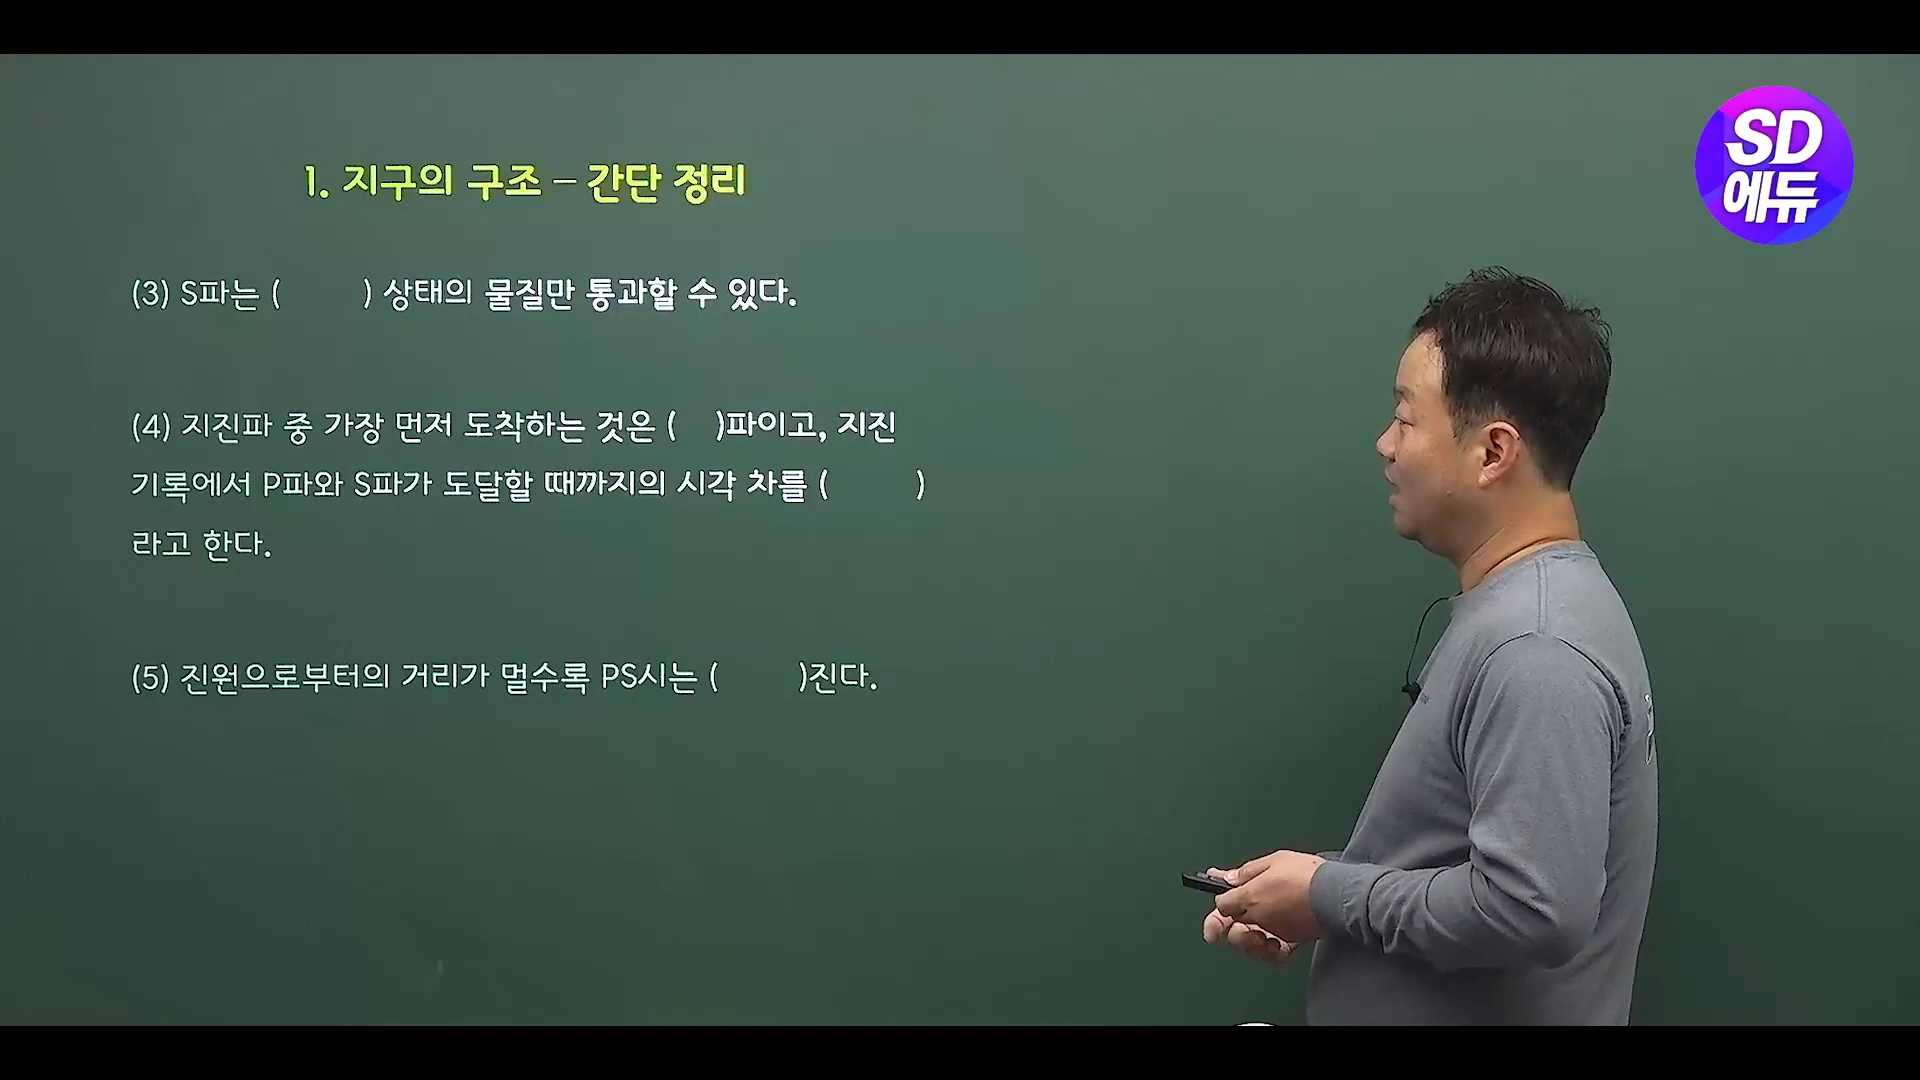 SD
에듀
1. 지구의 구조 – 간단 정리
(3) S파는 (          ) 상태의 물질만 통과할 수 있다.
(4) 지진파 중 가장 먼저 도착하는 것은 (    )파이고, 지진
기록에서 P파와 S파가 도달할 때까지의 시각 차를 (          )
라고 한다.
(5) 진원으로부터의 거리가 멀수록 PS시는 (          )진다.